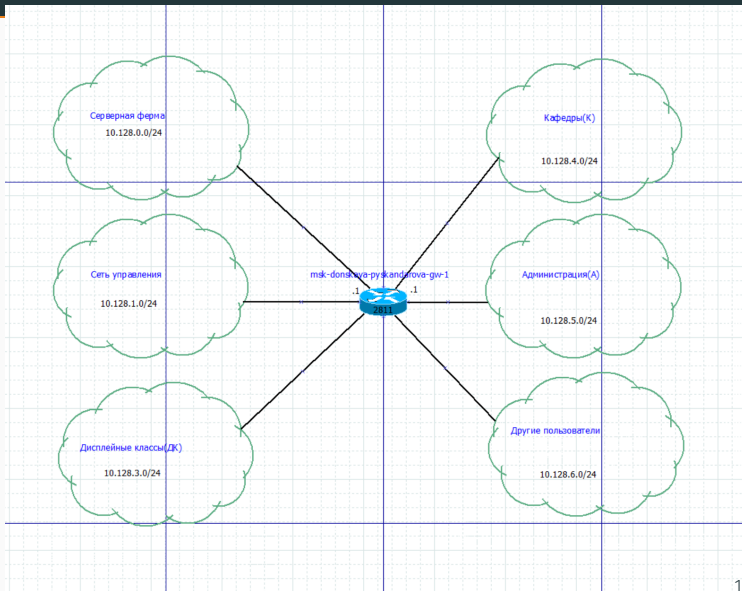 Серверная ферма
10.128.0.0/24
Кафедры(К)
10.128.4.0/24
Сеть управления
10.128.1.0/24
msk-donskaya-pyskandarova-gw-1
.1
.1
2811
Администрация(А)
10.128.5.0/24
Дисплейные классы(ДК)
10.128.3.0/24
Другие пользователи
10.128.6.0/24
1